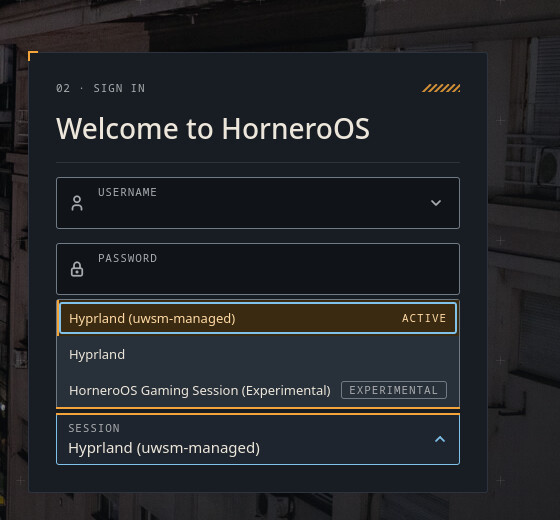 02 · SIGN IN
Welcome to HorneroOS
USERNAME
PASSWORD
Hyprland (uwsm-managed) ACTIVE
Hyprland
HorneroOS Gaming Session (Experimental) EXPERIMENTAL
SESSION
Hyprland (uwsm-managed)